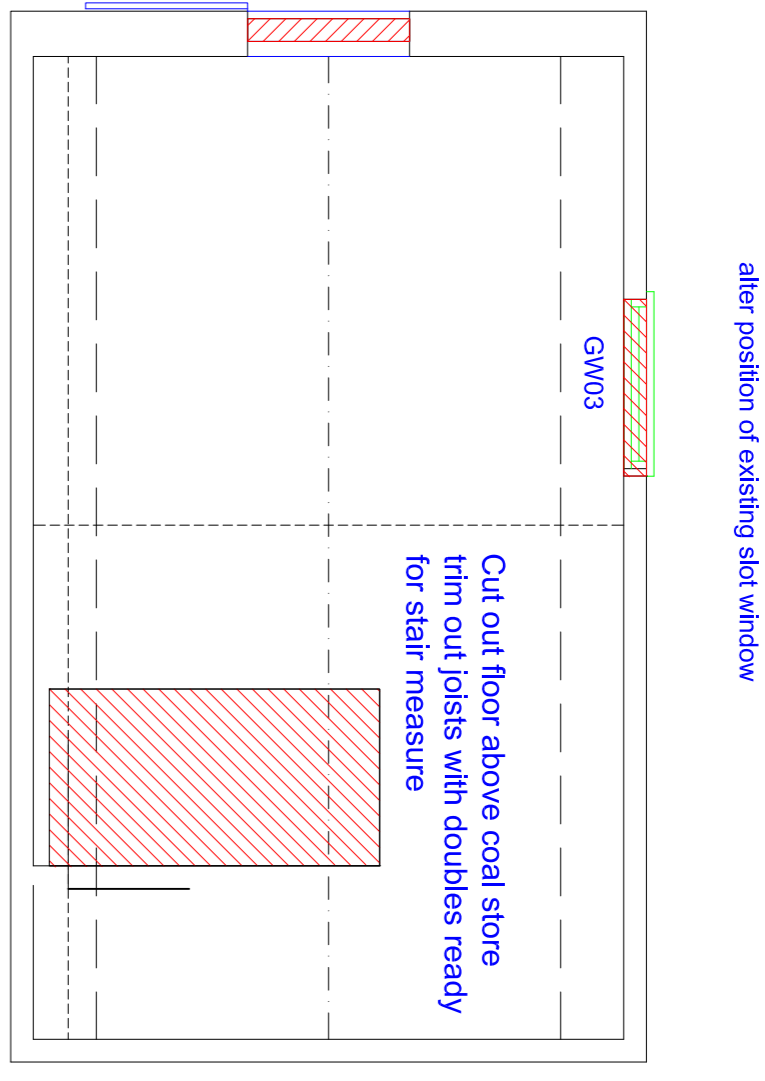 alter position of existing slot window
GW03
Cut out floor above coal store
trim out joists with doubles ready
for stair measure